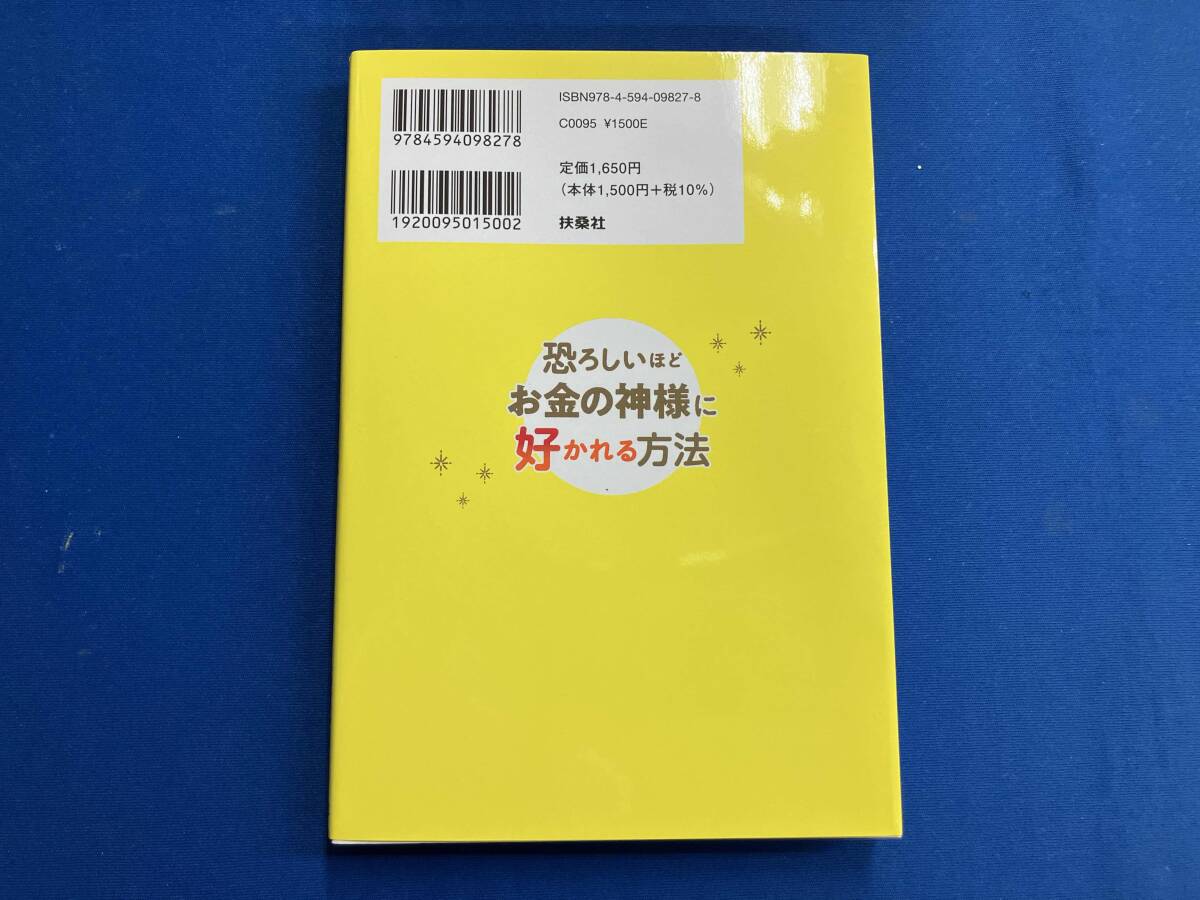 ISBN978-4-594-09827-8
C0095 ¥1500E
9784594098278
定価1,650円
(本体1,500円+税10%)
1920095015002
扶桑社
恐ろしいほど
お金の神様に
好かれる方法